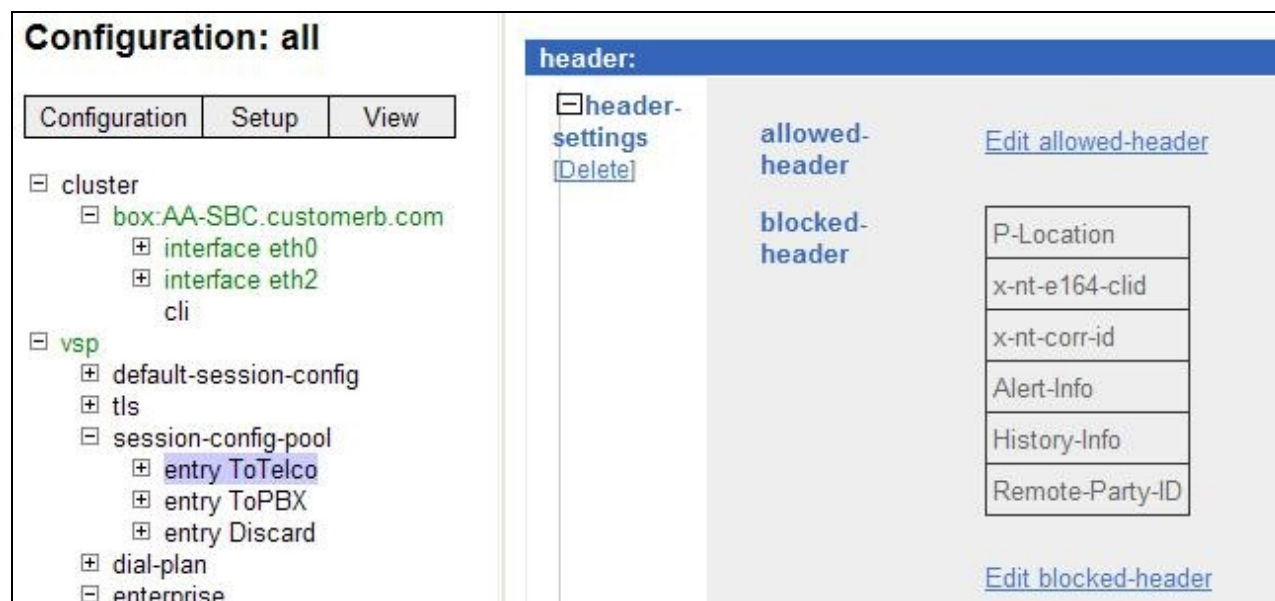 Configuration: all
Configuration Setup View
cluster
box:AA-SBC.customerb.com
interface eth0
interface eth2
cli
vsp
default-session-config
tls
session-config-pool
entry ToTelco
entry ToPBX
entry Discard
dial-plan
enterprise
header:
header-
settings
[Delete]
allowed-
header
Edit allowed-header
blocked-
header
P-Location
x-nt-e164-clid
x-nt-corr-id
Alert-Info
History-Info
Remote-Party-ID
Edit blocked-header